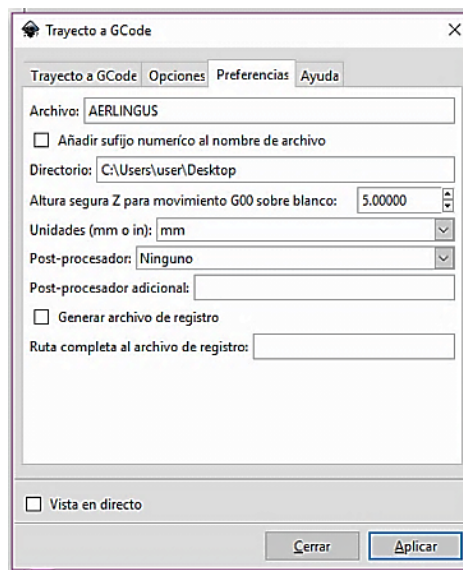 Trayecto a GCode
Trayecto a GCode Opciones Preferencias Ayuda
Archivo: AERLINGUS
Añadir sufijo numeríco al nombre de archivo
Directorio: C:\Users\user\Desktop
Altura segura Z para movimiento G00 sobre blanco: 5.00000
Unidades (mm o in): mm
Post-procesador: Ninguno
Post-procesador adicional:
Generar archivo de registro
Ruta completa al archivo de registro:
Vista en directo
Cerrar Aplicar